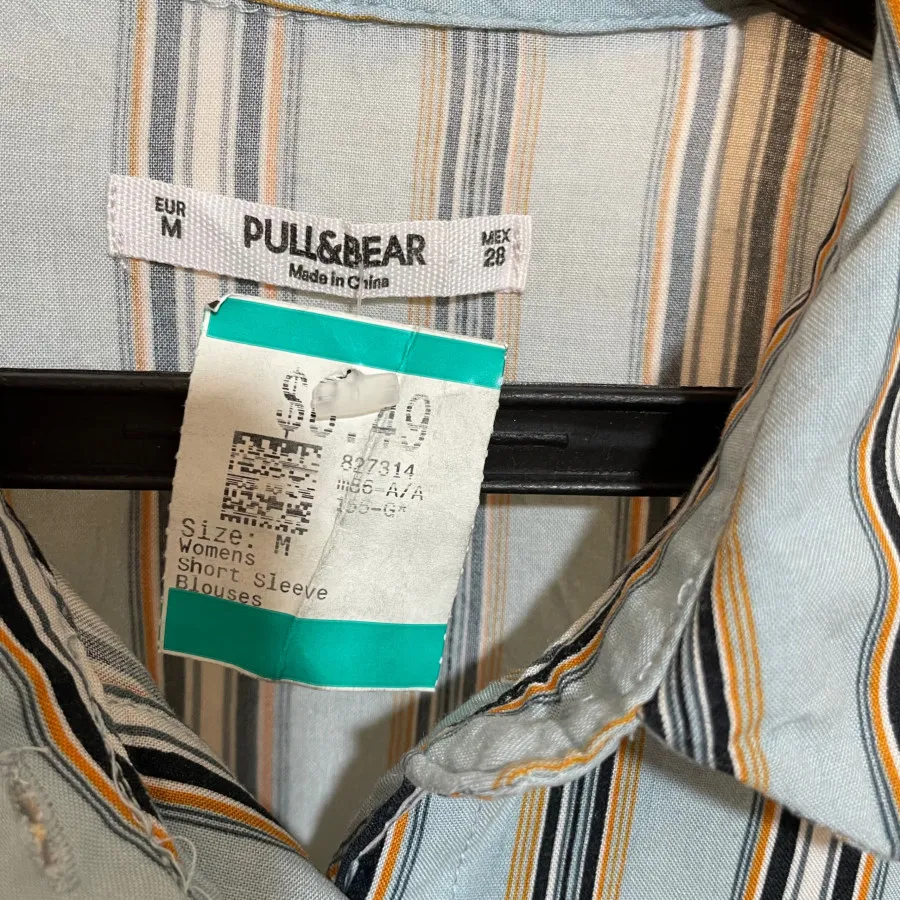 EUR
M
PULL&BEAR
Made in China
MEX
28
827314
Size: M
Womens
Short Sleeve
Blouses